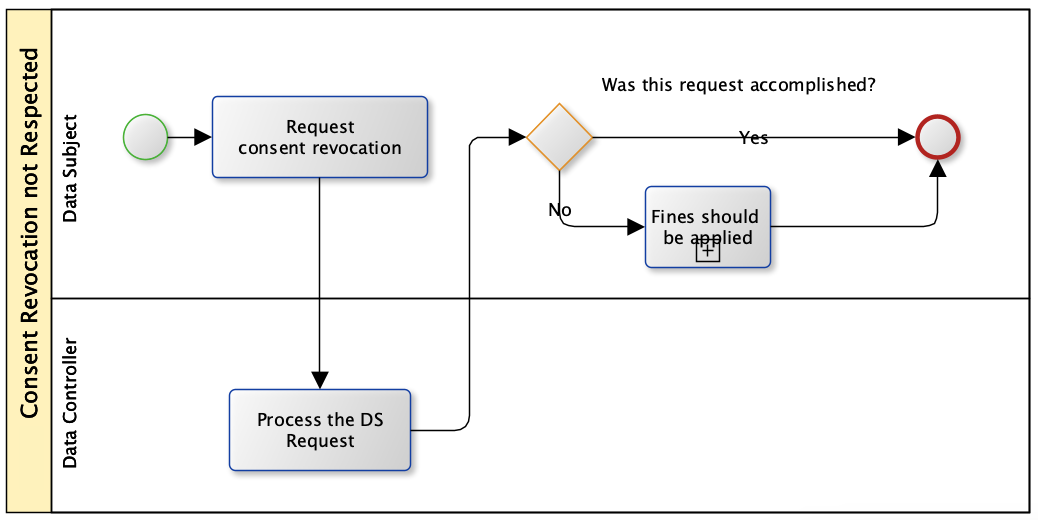 Consent Revocation not Respected
Data Subject
Request
consent revocation
Was this request accomplished?
Yes
No
Fines should
be applied
Data Controller
Process the DS
Request